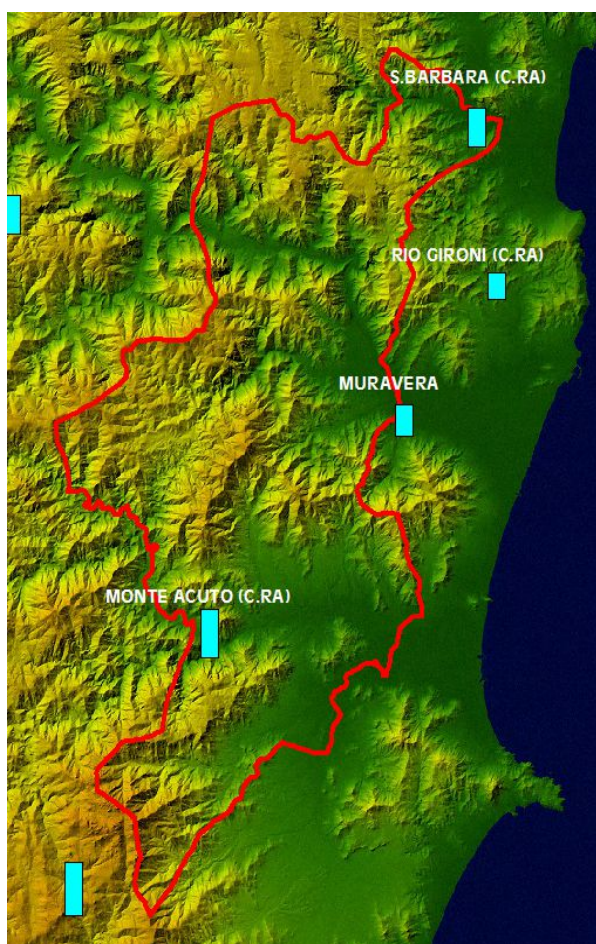 S.BARBARA (C.RA)
RIO GIRONI (C.RA)
MURAVERA
MONTE ACUTO (C.RA)